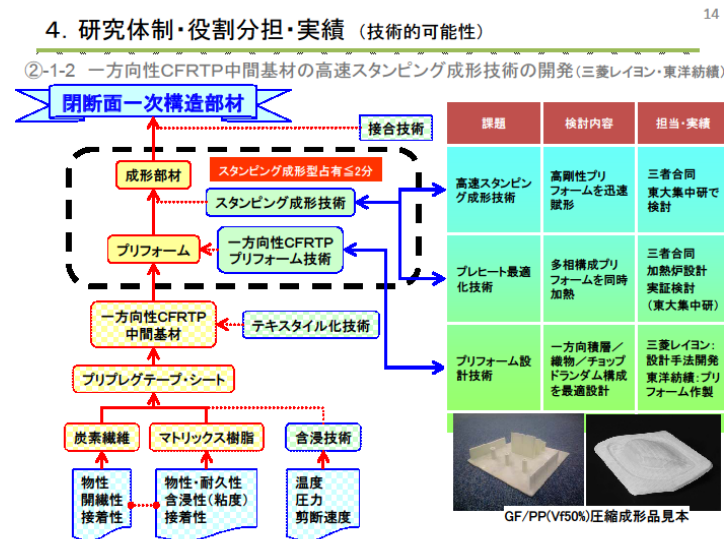 14
4. 研究体制・役割分担・実績 (技術的可能性)
②-1-2 一方向性CFRTP中間基材の高速スタンピング成形技術の開発(三菱レイヨン・東洋紡績)
閉断面一次構造部材
接合技術
スタンピング成形型占有≦2分
成形部材
スタンピング成形技術
プリフォーム
一方向性CFRTP
プリフォーム技術
一方向性CFRTP
中間基材
テキスタイル化技術
プリプレグテープ・シート
炭素繊維
マトリックス樹脂
含浸技術
物性
開繊性
接着性
物性・耐久性
含浸性(粘度)
接着性
温度
圧力
剪断速度
課題
検討内容
担当・実績
高速スタンピ
ング成形技術
高剛性プリ
フォームを迅速
賦形
三者合同
東大集中研で
検討
プレヒート最適
化技術
多相構成プリ
フォームを同時
加熱
三者合同
加熱炉設計
実証検討
(東大集中研)
プリフォーム設
計技術
一方向積層/
織物/チョップ
ドランダム構成
を最適設計
三菱レイヨン:
設計手法開発
東洋紡績:プリ
フォーム作製
GF/PP(Vf50%)圧縮成形品見本